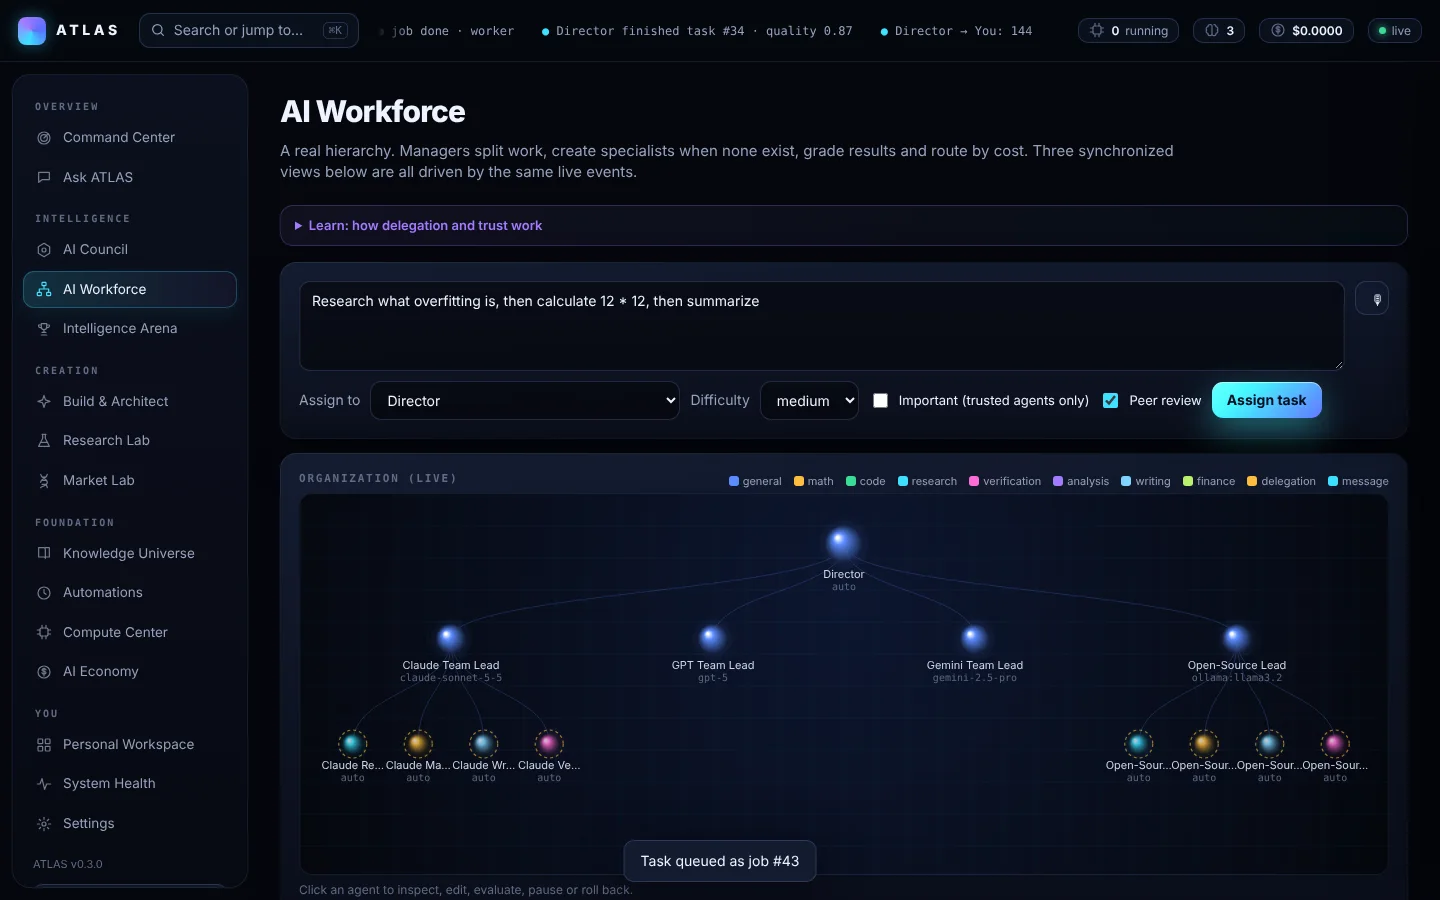 ATLAS
Search or jump to... ⌘K
job done · worker
Director finished task #34 · quality 0.87
Director → You: 144
0 running
3
$0.0000
live
OVERVIEW
Command Center
Ask ATLAS
INTELLIGENCE
AI Council
AI Workforce
Intelligence Arena
CREATION
Build & Architect
Research Lab
Market Lab
FOUNDATION
Knowledge Universe
Automations
Compute Center
AI Economy
YOU
Personal Workspace
System Health
Settings
ATLAS v0.3.0
AI Workforce
A real hierarchy. Managers split work, create specialists when none exist, grade results and route by cost. Three synchronized
views below are all driven by the same live events.
Learn: how delegation and trust work
Research what overfitting is, then calculate 12 * 12, then summarize
Assign to Director Difficulty medium Important (trusted agents only) Peer review Assign task
ORGANIZATION (LIVE)
general math code research verification analysis writing finance delegation message
Director
auto
Claude Team Lead GPT Team Lead Gemini Team Lead Open-Source Lead
claude-sonnet-5-5 gpt-5 gemini-2.5-pro ollama:llama3.2
Claude Re... Claude Ma... Claude Wr... Claude Ve... Open-Sour... Open-Sour... Open-Sour... Open-Sour...
auto auto auto auto auto auto auto auto
Task queued as job #43
Click an agent to inspect, edit, evaluate, pause or roll back.